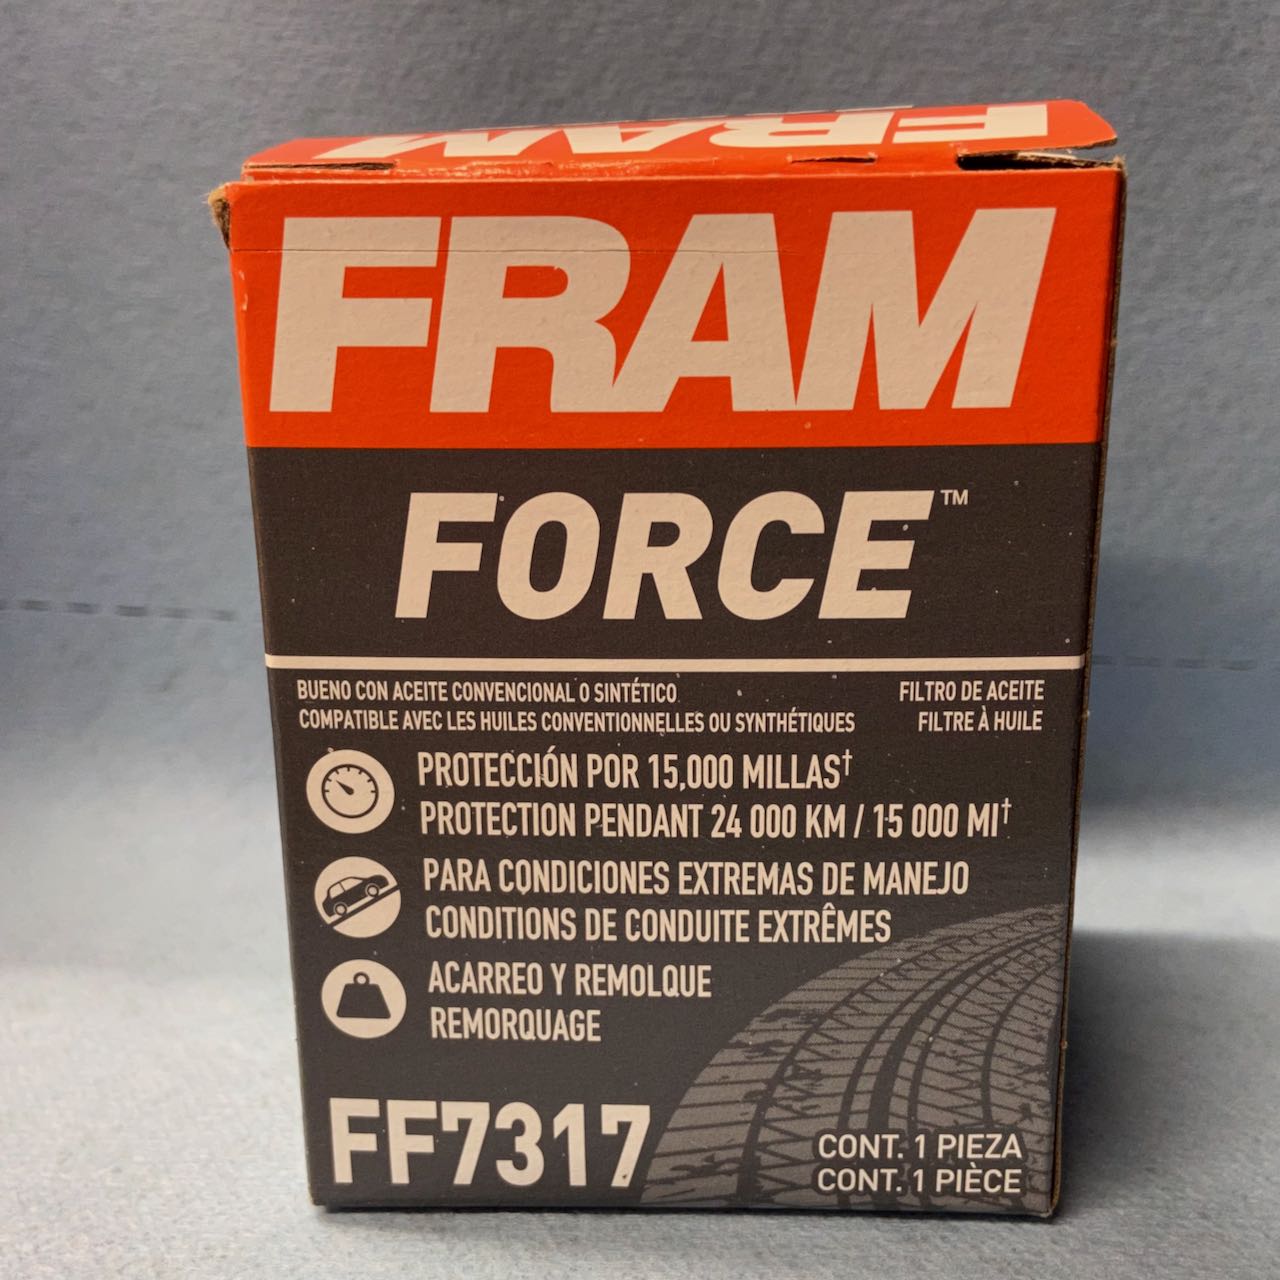 FRAM
FRAM
FORCE™
BUENO CON ACEITE CONVENCIONAL O SINTÉTICO
COMPATIBLE AVEC LES HUILES CONVENTIONNELLES OU SYNTHÉTIQUES
FILTRO DE ACEITE
FILTRE À HUILE
PROTECCIÓN POR 15,000 MILLAS†
PROTECTION PENDANT 24 000 KM / 15 000 MI†
PARA CONDICIONES EXTREMAS DE MANEJO
CONDITIONS DE CONDUITE EXTRÊMES
ACARREO Y REMOLQUE
REMORQUAGE
FF7317
CONT. 1 PIEZA
CONT. 1 PIÈCE